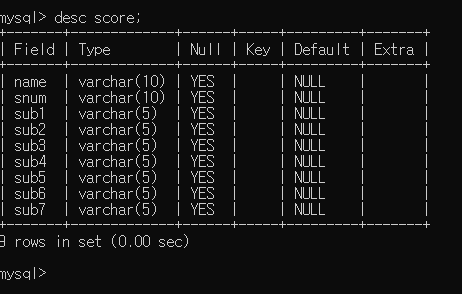 mysql> desc score;
| Field | Type | Null | Key | Default | Extra |
| name | varchar(10) | YES | | NULL | |
| snum | varchar(10) | YES | | NULL | |
| sub1 | varchar(5) | YES | | NULL | |
| sub2 | varchar(5) | YES | | NULL | |
| sub3 | varchar(5) | YES | | NULL | |
| sub4 | varchar(5) | YES | | NULL | |
| sub5 | varchar(5) | YES | | NULL | |
| sub6 | varchar(5) | YES | | NULL | |
| sub7 | varchar(5) | YES | | NULL | |
9 rows in set (0.00 sec)
mysql>